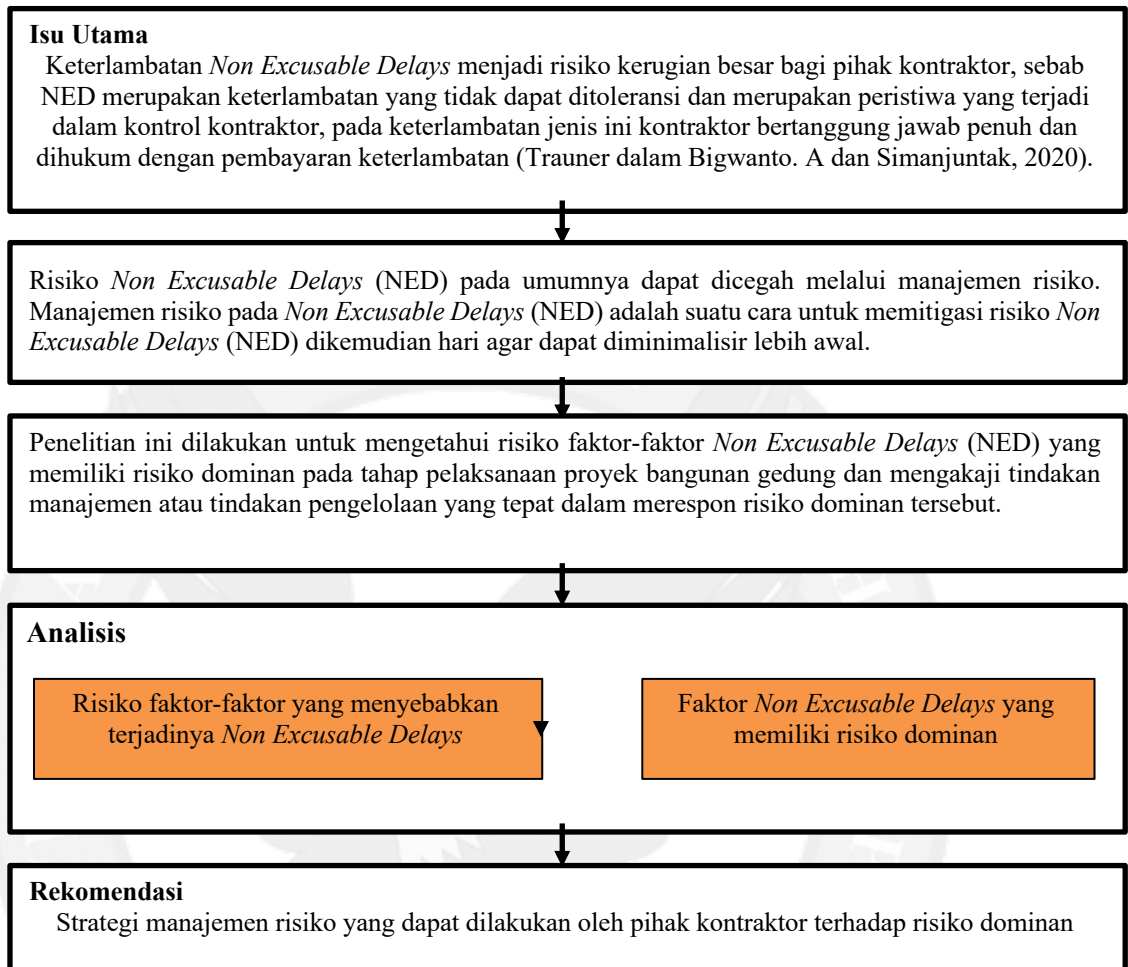 Isu Utama
Keterlambatan Non Excusable Delays menjadi risiko kerugian besar bagi pihak kontraktor, sebab
NED merupakan keterlambatan yang tidak dapat ditoleransi dan merupakan peristiwa yang terjadi
dalam kontrol kontraktor, pada keterlambatan jenis ini kontraktor bertanggung jawab penuh dan
dihukum dengan pembayaran keterlambatan (Trauner dalam Bigwanto. A dan Simanjuntak, 2020).
Risiko Non Excusable Delays (NED) pada umumnya dapat dicegah melalui manajemen risiko.
Manajemen risiko pada Non Excusable Delays (NED) adalah suatu cara untuk memitigasi risiko Non
Excusable Delays (NED) dikemudian hari agar dapat diminimalisir lebih awal.
Penelitian ini dilakukan untuk mengetahui risiko faktor-faktor Non Excusable Delays (NED) yang
memiliki risiko dominan pada tahap pelaksanaan proyek bangunan gedung dan mengakaji tindakan
manajemen atau tindakan pengelolaan yang tepat dalam merespon risiko dominan tersebut.
Analisis
Risiko faktor-faktor yang menyebabkan
terjadinya Non Excusable Delays
Faktor Non Excusable Delays yang
memiliki risiko dominan
Rekomendasi
Strategi manajemen risiko yang dapat dilakukan oleh pihak kontraktor terhadap risiko dominan